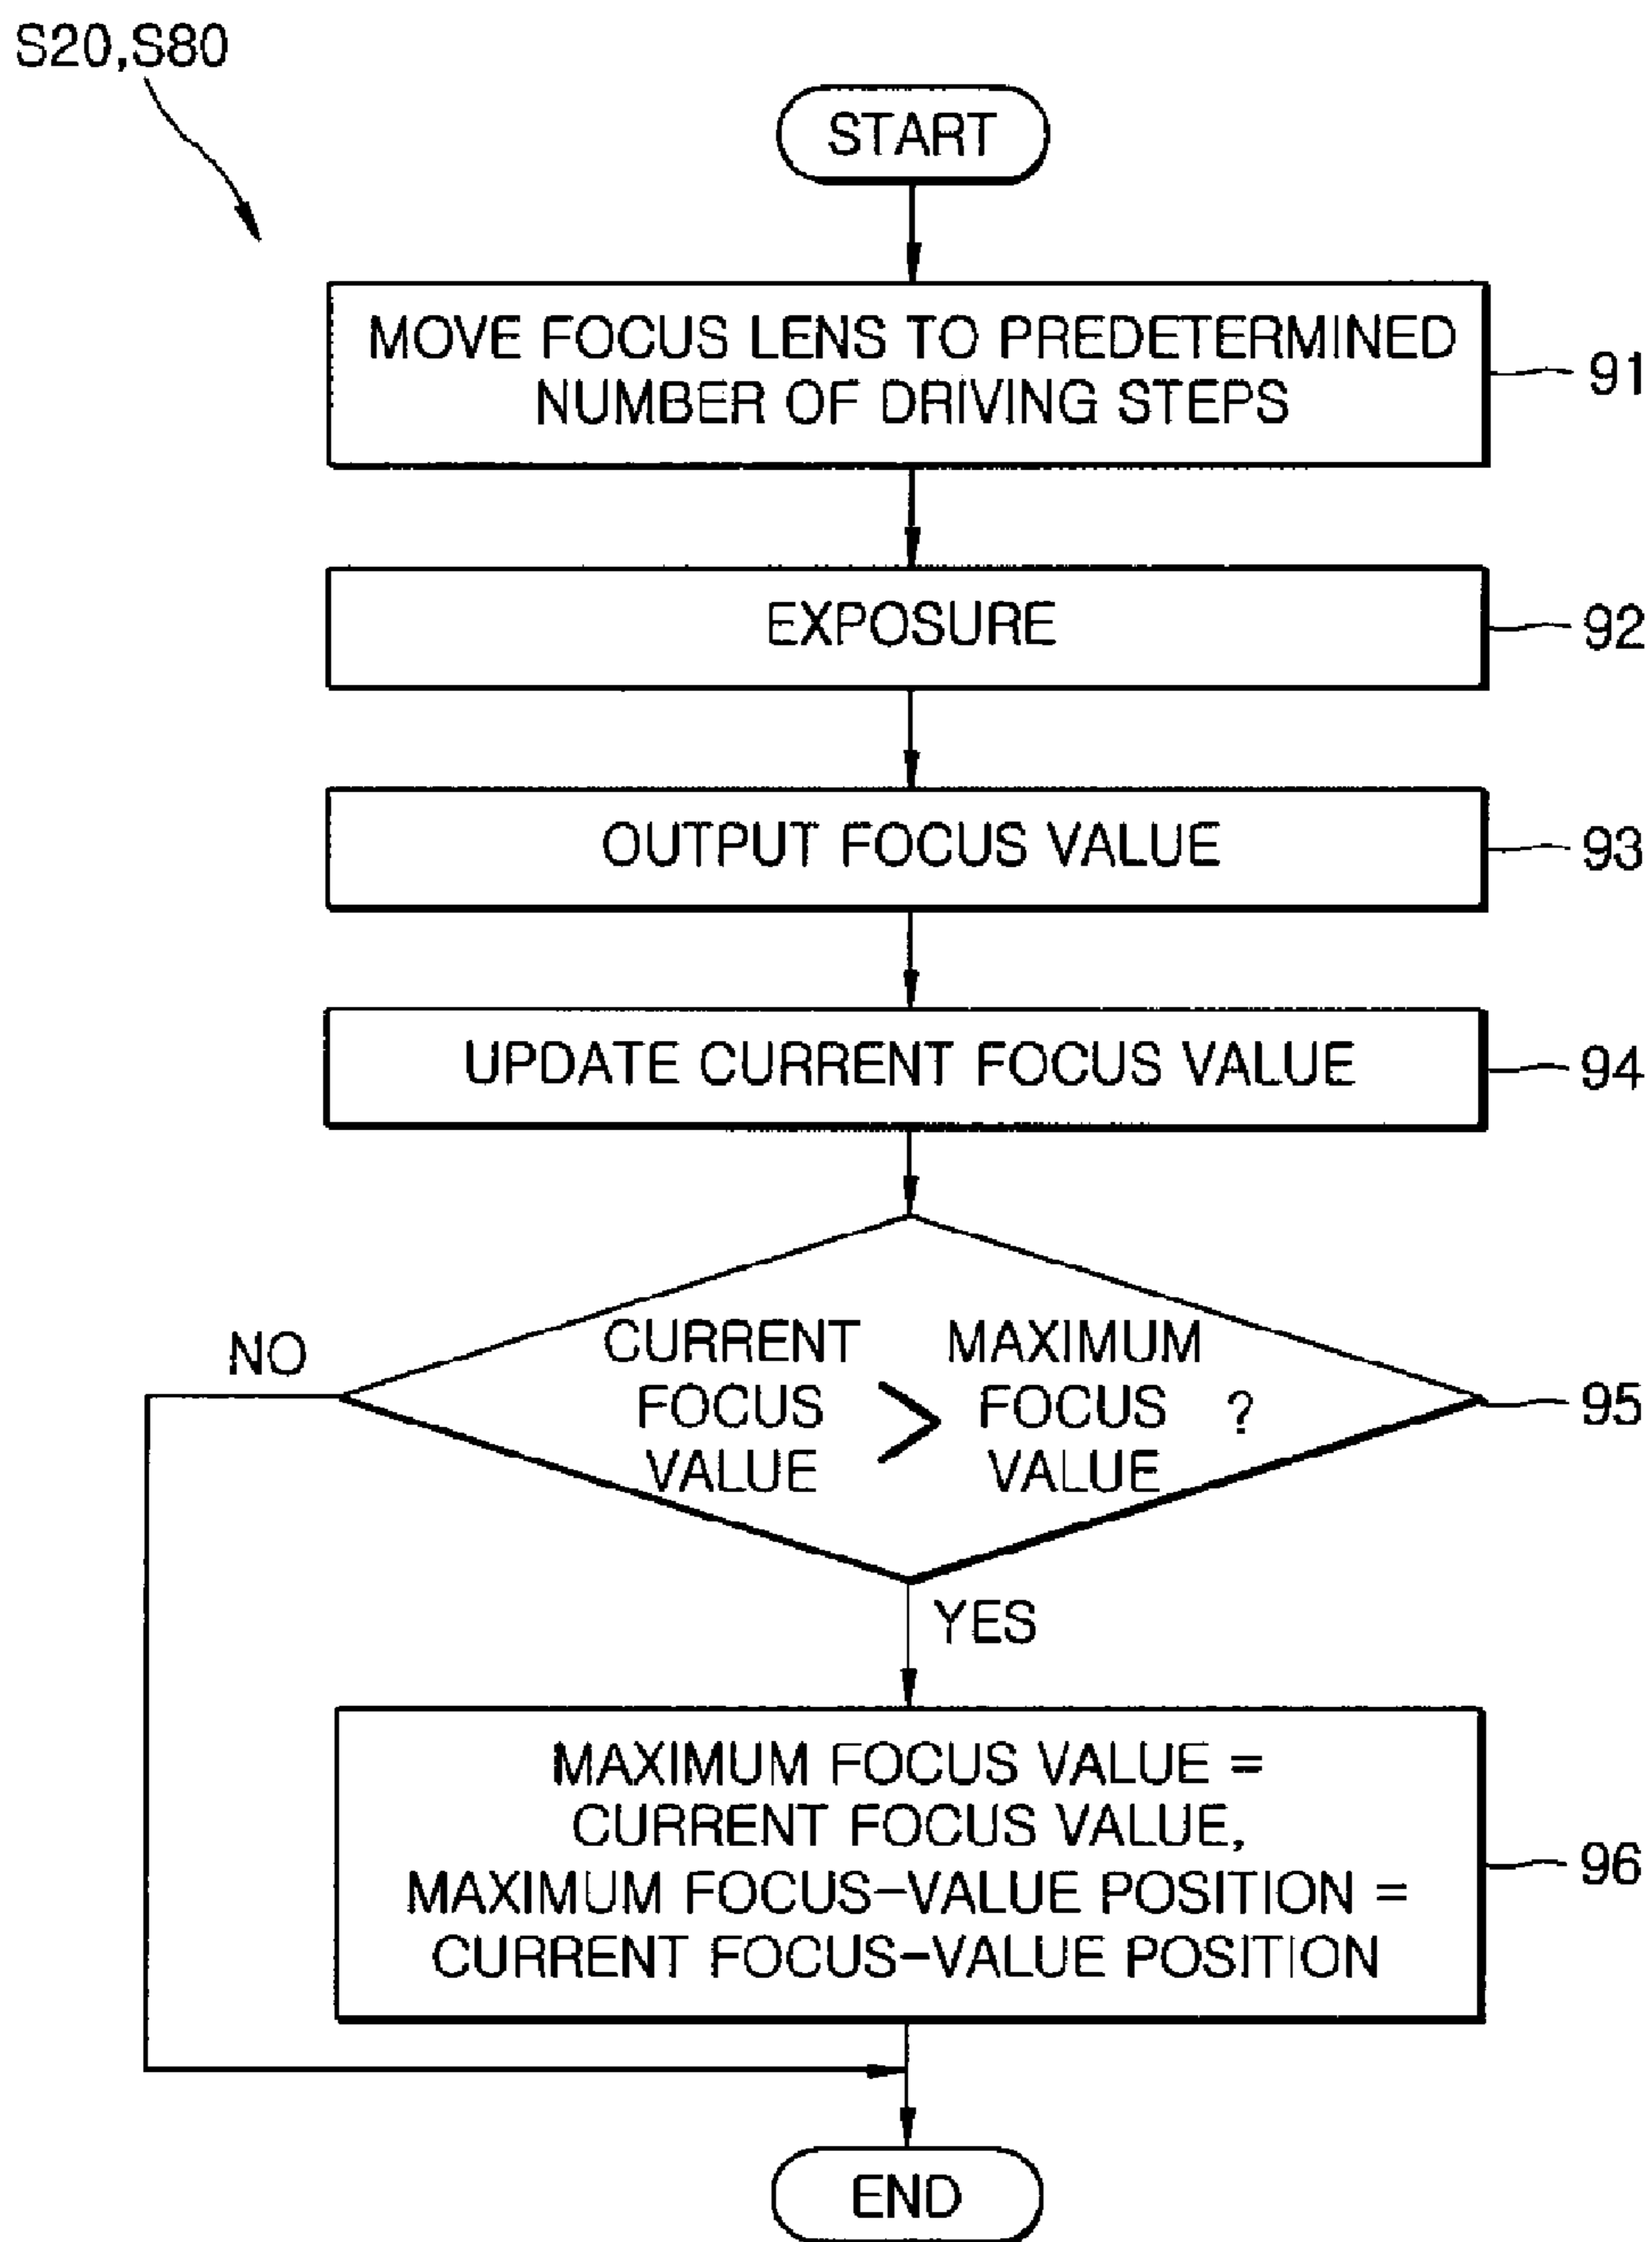 S20,S80
START
MOVE FOCUS LENS TO PREDETERMINED
NUMBER OF DRIVING STEPS
91
EXPOSURE
92
OUTPUT FOCUS VALUE
93
UPDATE CURRENT FOCUS VALUE
94
NO
CURRENT
FOCUS
VALUE
>
MAXIMUM
FOCUS
VALUE
?
95
YES
MAXIMUM FOCUS VALUE =
CURRENT FOCUS VALUE,
MAXIMUM FOCUS-VALUE POSITION =
CURRENT FOCUS-VALUE POSITION
96
END